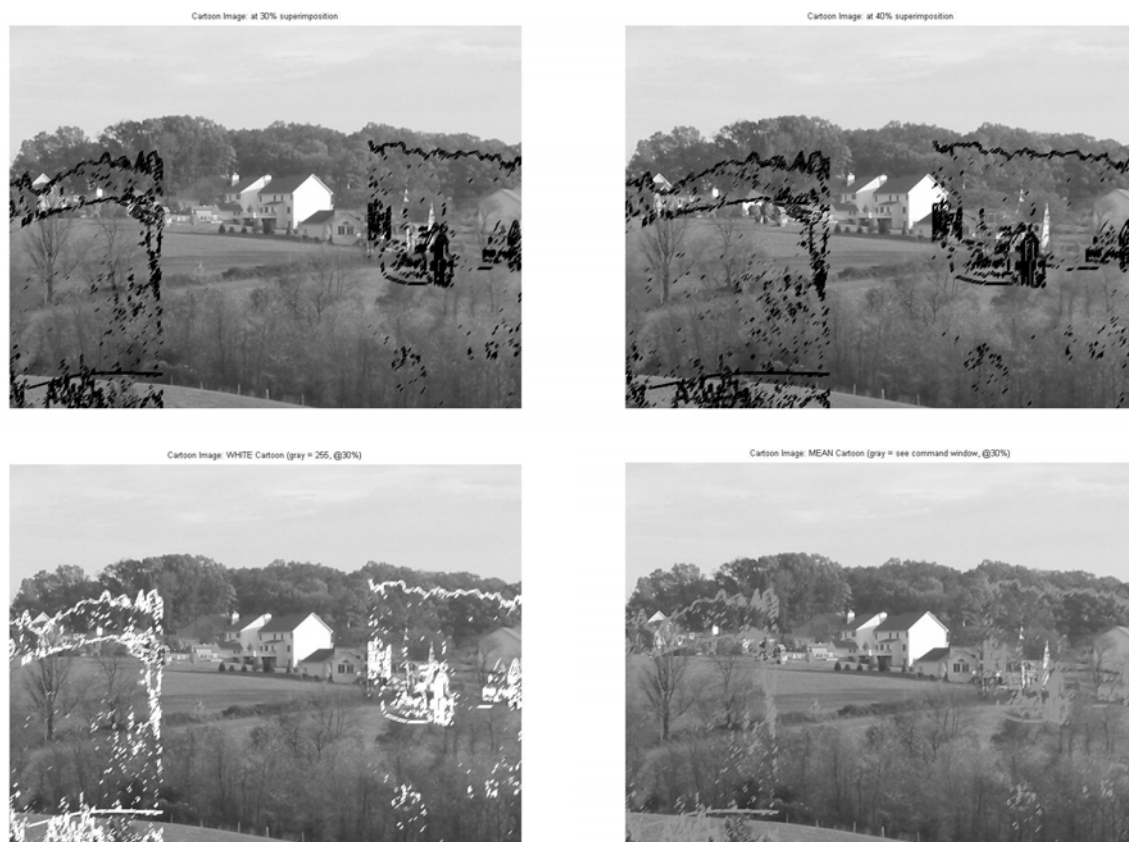 Cartoon Image: at 30% superimposition
Cartoon Image: at 40% superimposition
Cartoon Image: WHITE Cartoon (gray = 255, @30%)
Cartoon Image: MEAN Cartoon (gray = see command window, @30%)